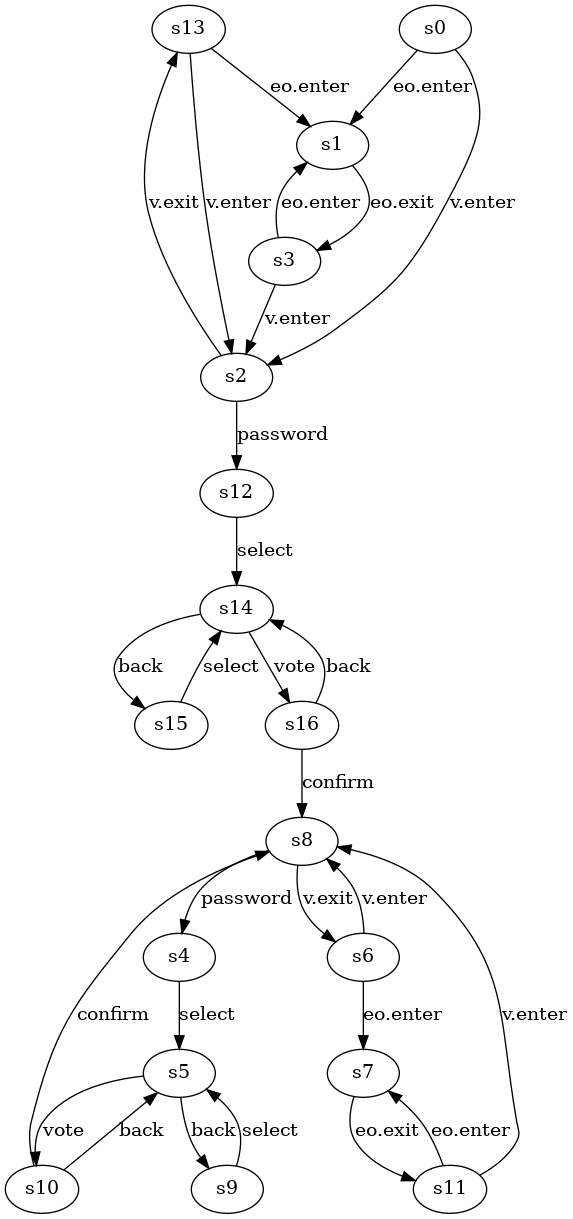 s13 s0
eo.enter eo.enter
s1
v.exit v.enter eo.enter eo.exit v.enter
s3
v.enter
s2
password
s12
select
s14
back select vote back
s15 s16
confirm
s8
password v.exit v.enter
s4 s6
confirm select eo.enter v.enter
s5 s7
vote back back select eo.exit eo.enter
s10 s9 s11